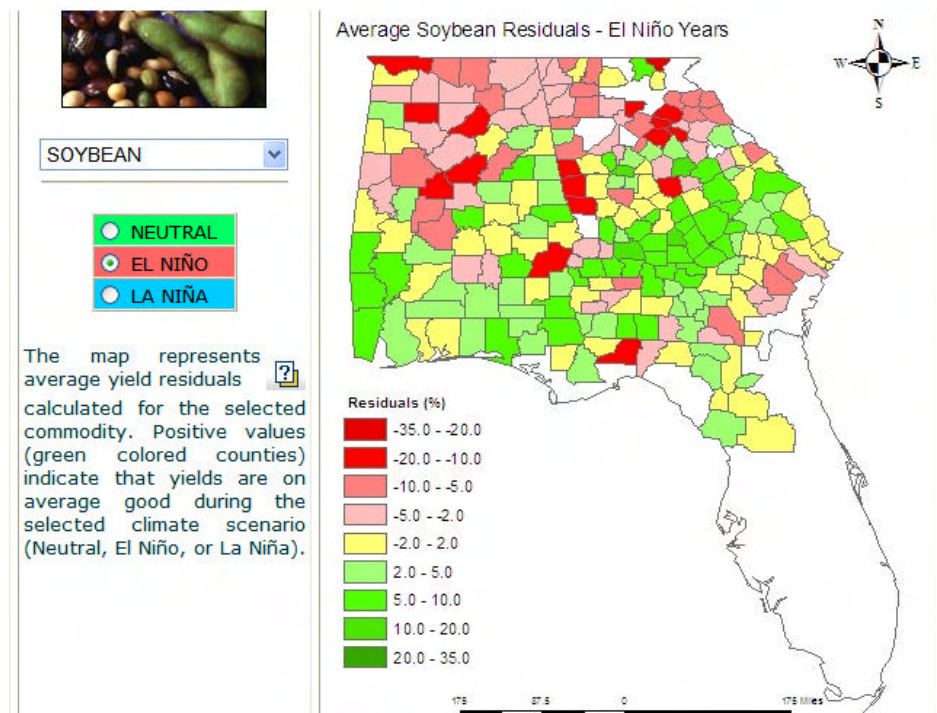 SOYBEAN
NEUTRAL
EL NIÑO
LA NIÑA
The map represents
average yield residuals
calculated for the selected
commodity. Positive values
(green colored counties)
indicate that yields are on
average good during the
selected climate scenario
(Neutral, El Niño, or La Niña).
Average Soybean Residuals - El Niño Years
N
W E
S
Residuals (%)
-35.0 - -20.0
-20.0 - -10.0
-10.0 - -5.0
-5.0 - -2.0
-2.0 - 2.0
2.0 - 5.0
5.0 - 10.0
10.0 - 20.0
20.0 - 35.0
175 87.5 0 175 Miles